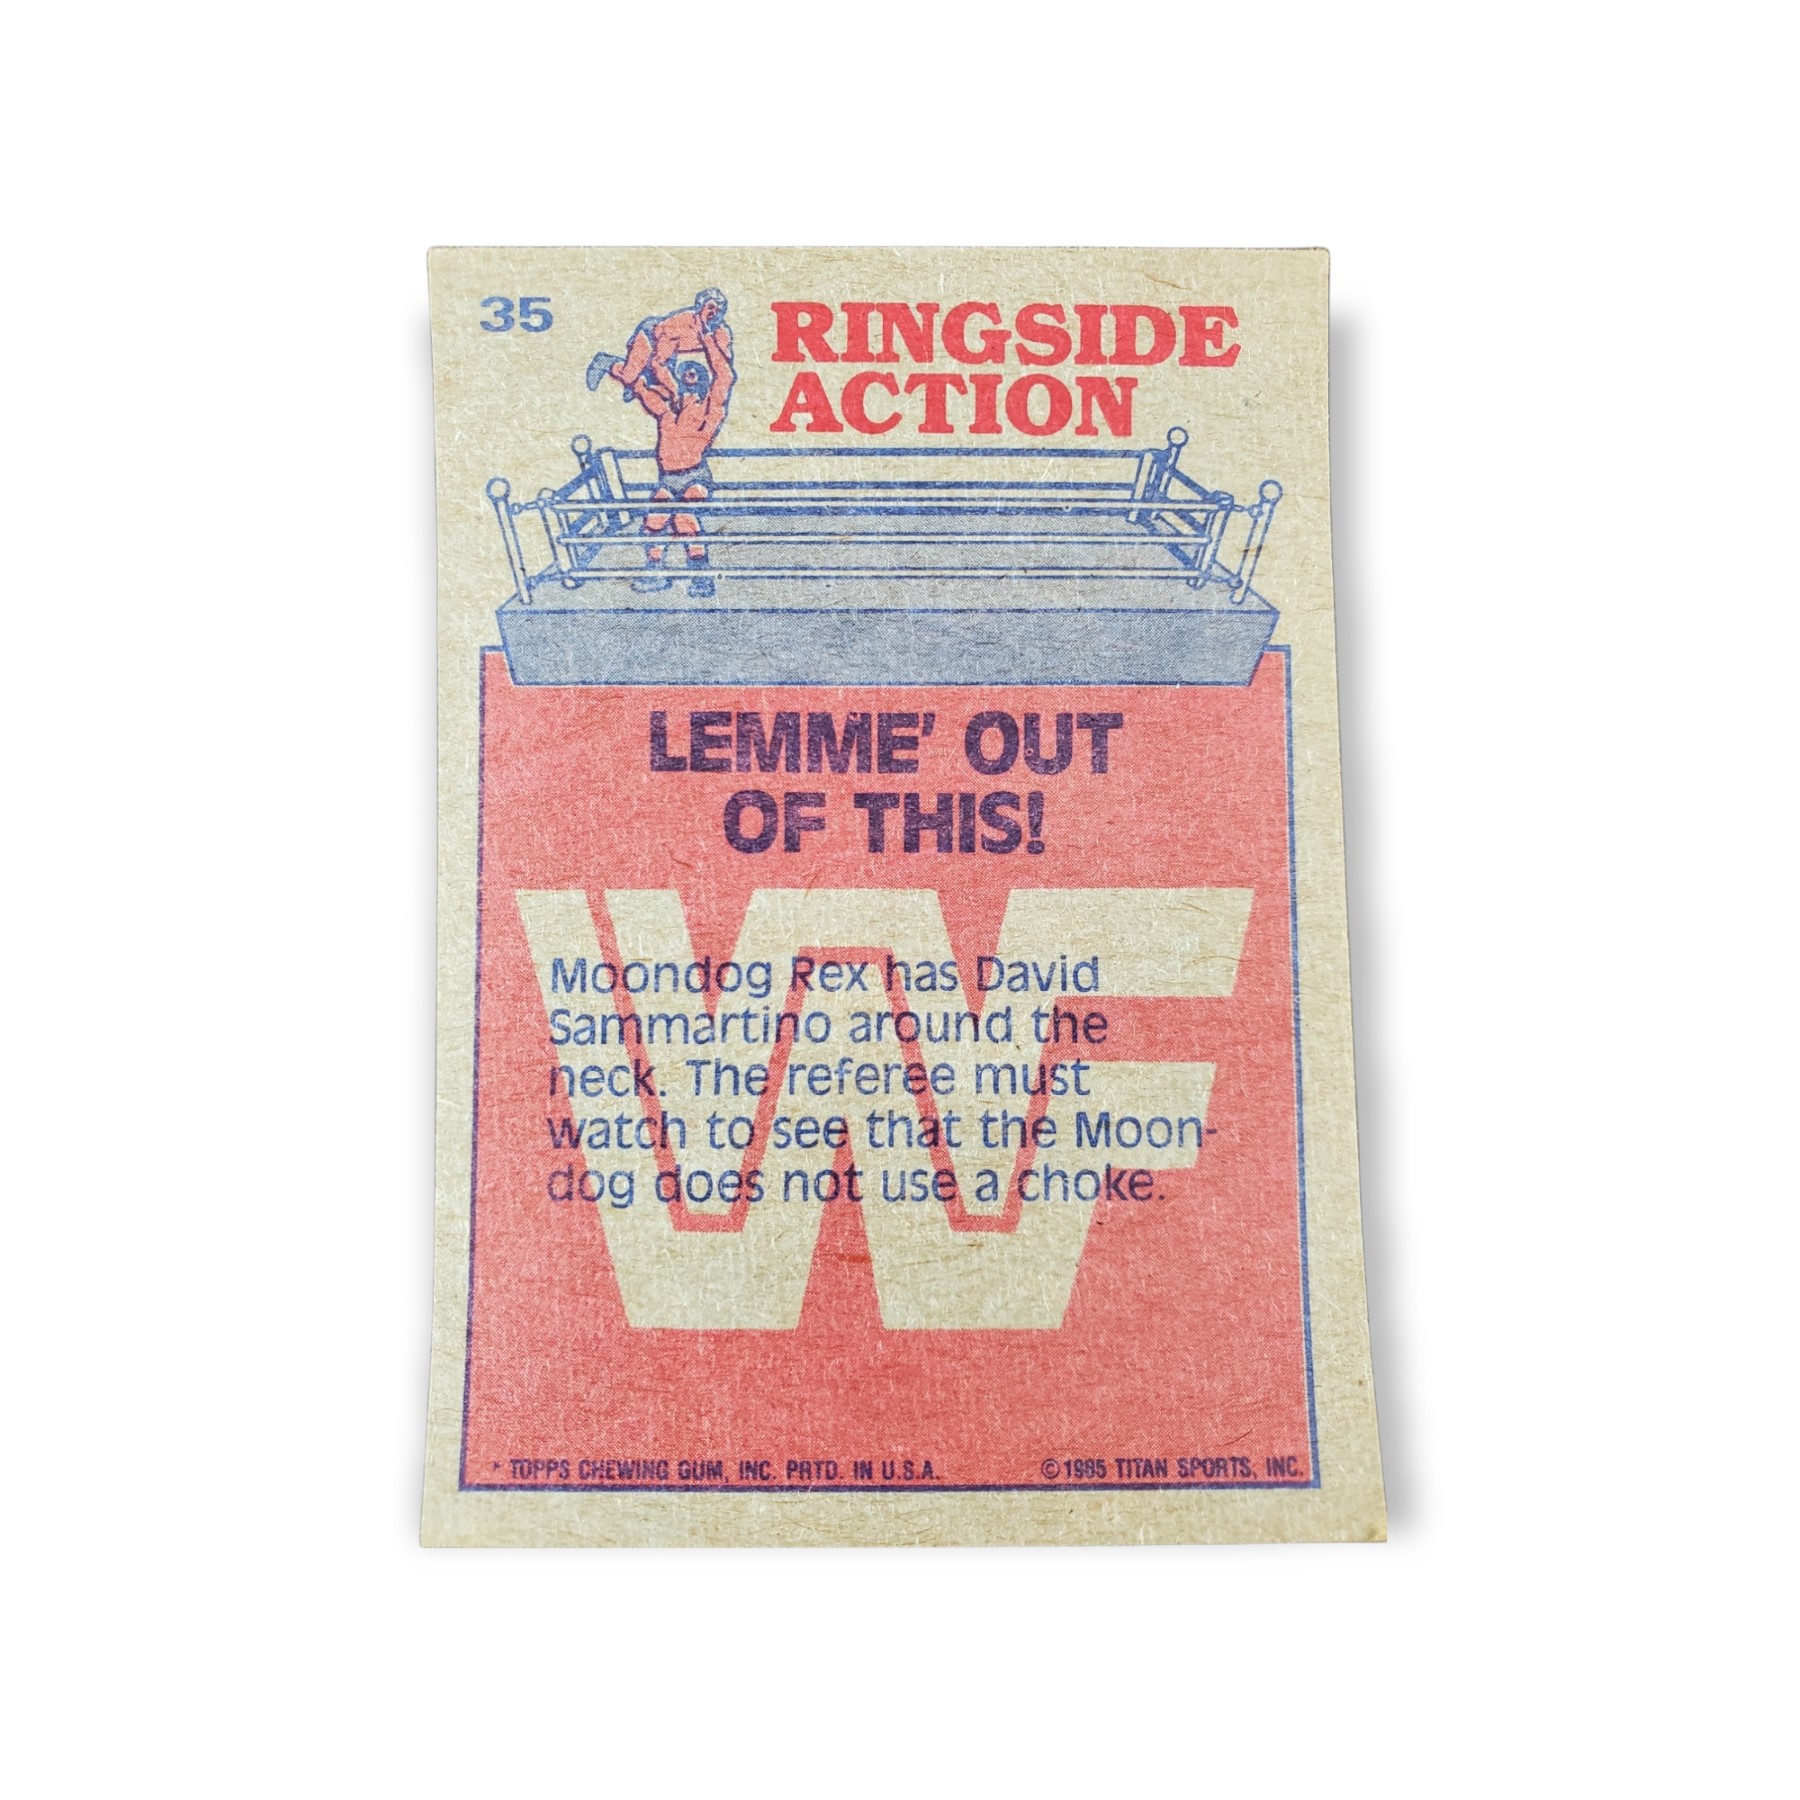 35
RINGSIDE
ACTION
LEMME' OUT
OF THIS!
WF
Moondog Rex has David
Sammartino around the
neck. The referee must
watch to see that the Moon-
dog does not use a choke.
* TOPPS CHEWING GUM, INC. PRTD. IN U.S.A.
©1985 TITAN SPORTS, INC.